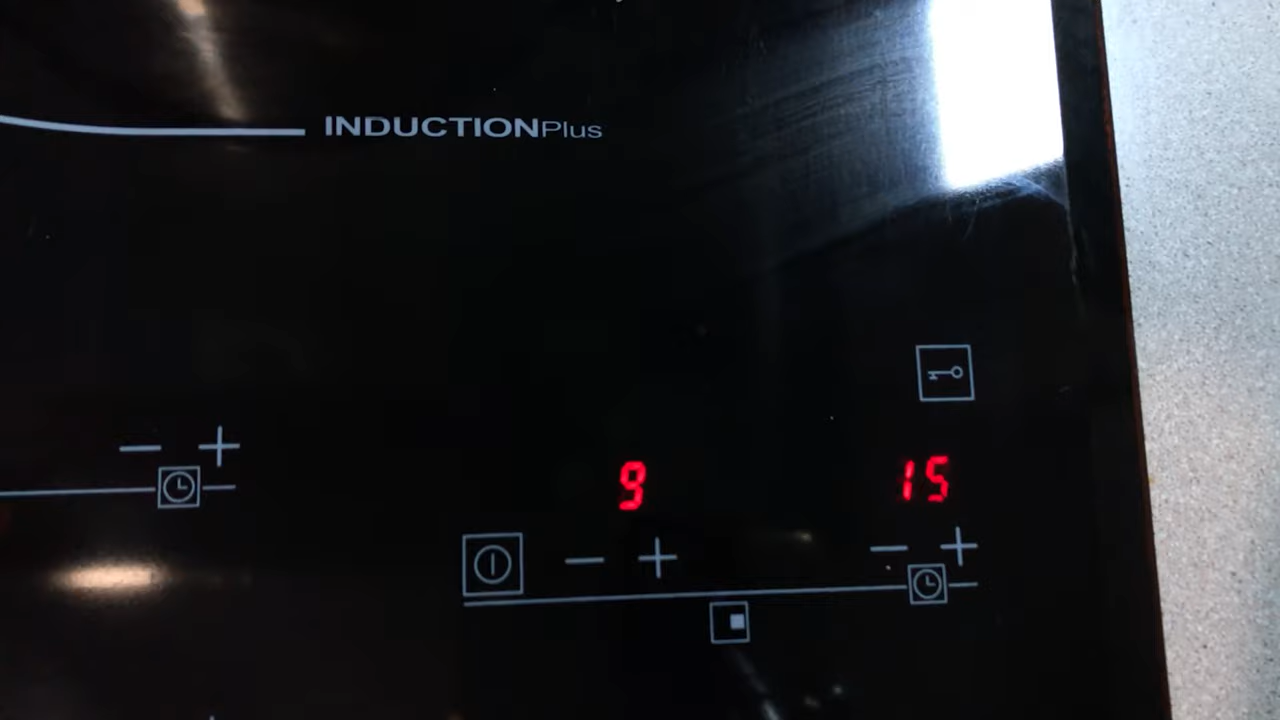 INDUCTIONPlus
− +
9 15
− + − +